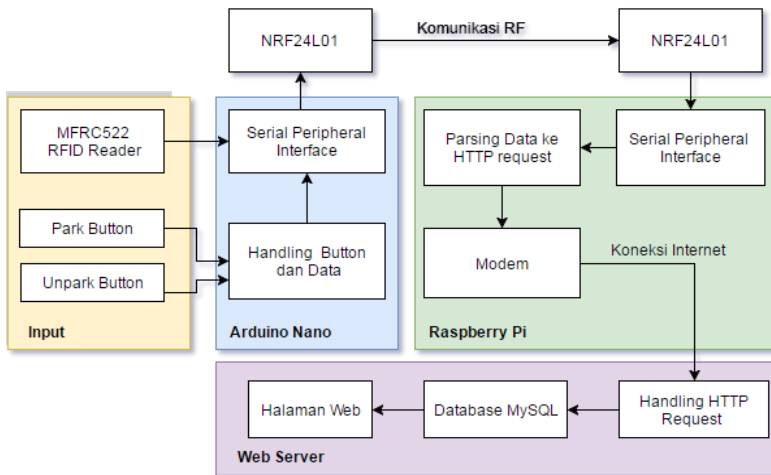 NRF24L01
Komunikasi RF
NRF24L01
MFRC522
RFID Reader
Serial Peripheral
Interface
Parsing Data ke
HTTP request
Serial Peripheral
Interface
Park Button
Unpark Button
Handling Button
dan Data
Modem
Koneksi Internet
Input
Arduino Nano
Raspberry Pi
Halaman Web
Database MySQL
Handling HTTP
Request
Web Server